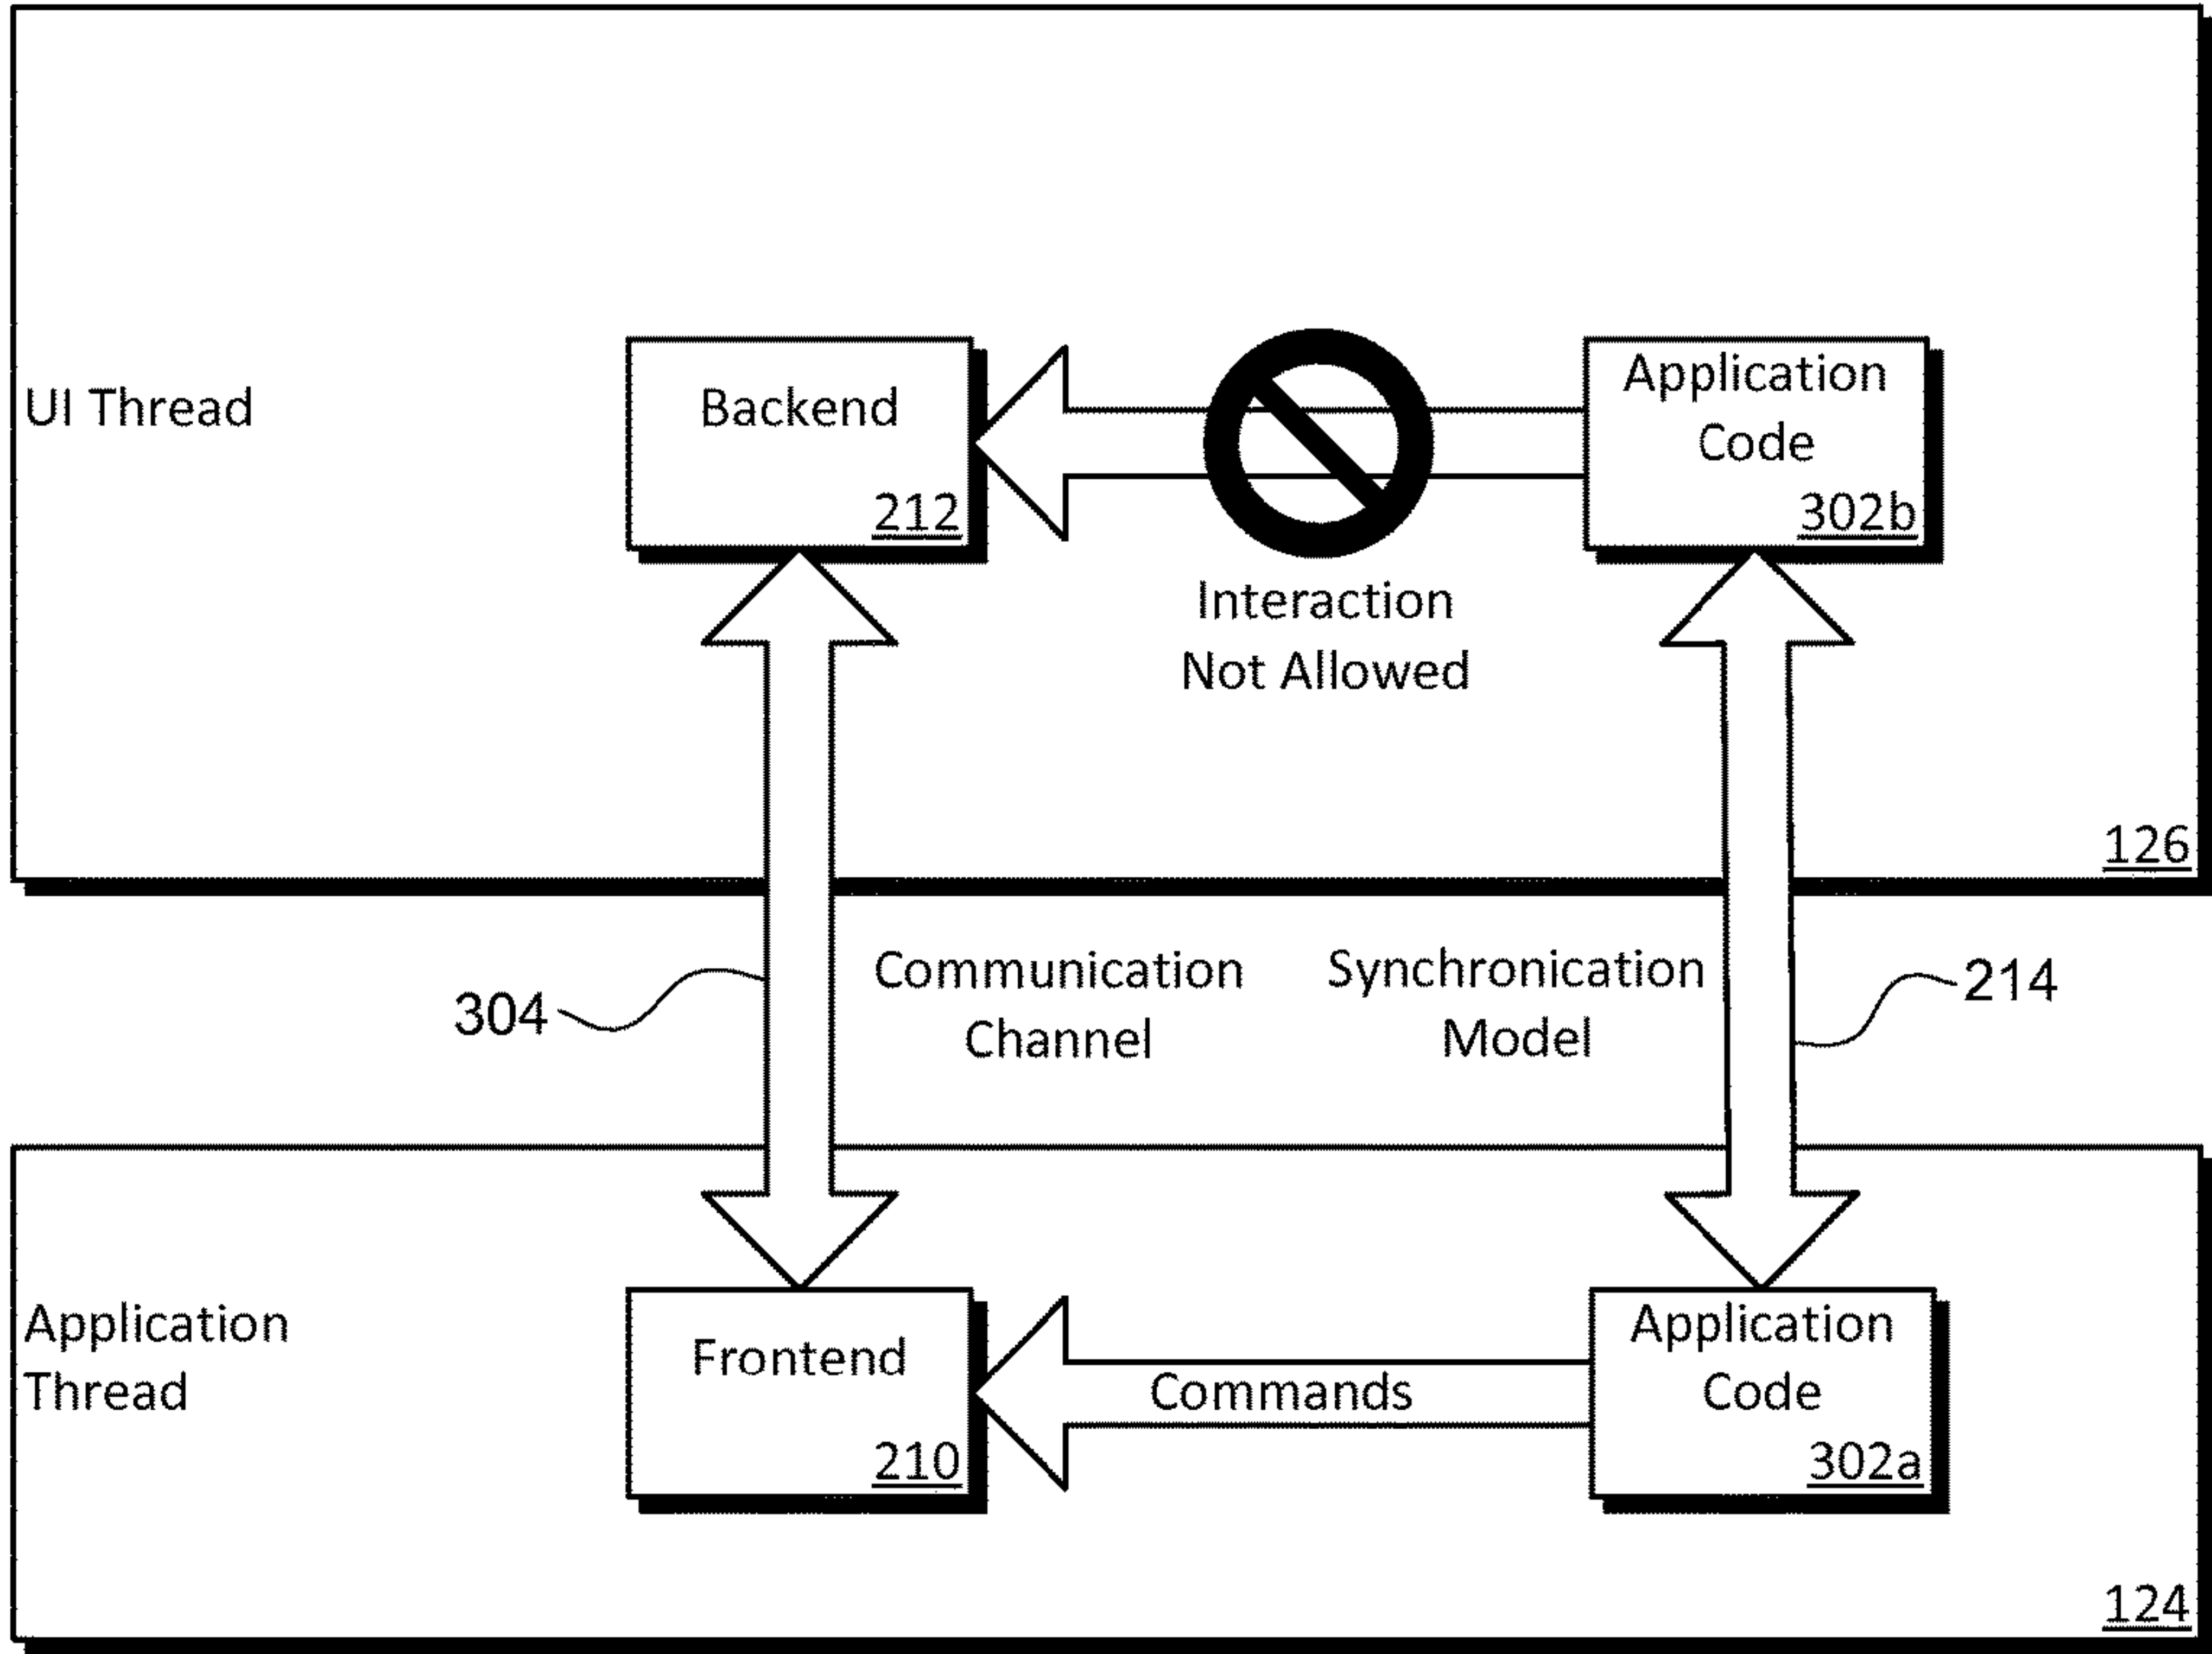 UI Thread
Backend
212
Application
Code
302b
Interaction
Not Allowed
126
304
Communication
Channel
Synchronication
Model
214
Application
Thread
Frontend
210
Commands
Application
Code
302a
124